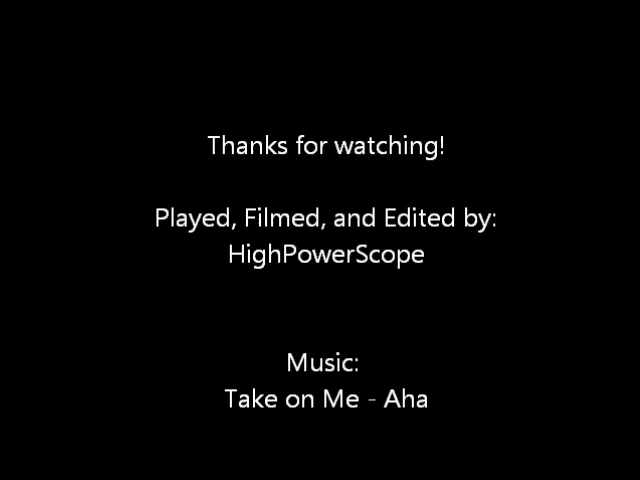 Thanks for watching!
Played, Filmed, and Edited by:
HighPowerScope
Music:
Take on Me - Aha